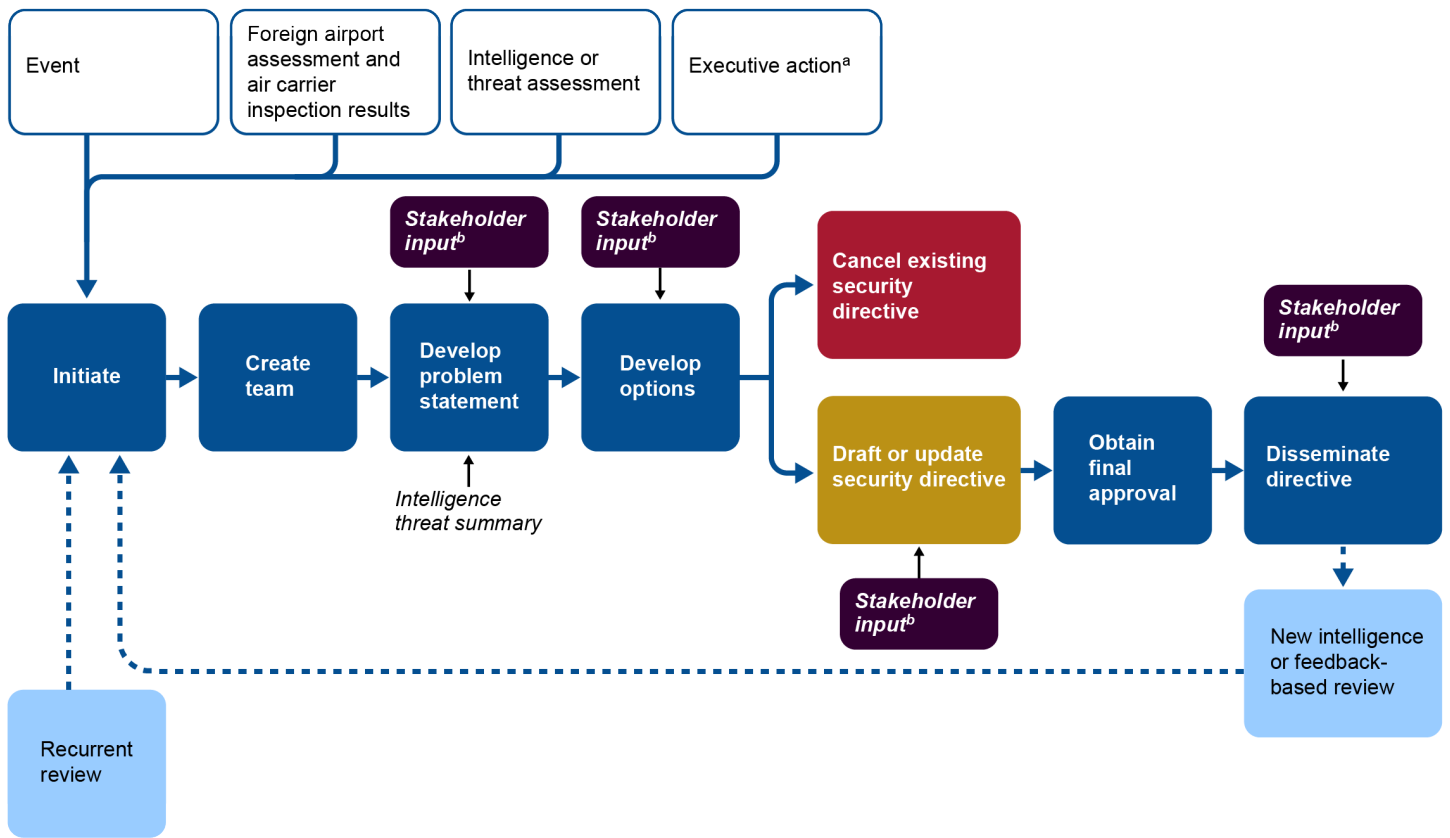 Event
Foreign airport
assessment and
air carrier
inspection results
Intelligence or
threat assessment
Executive actionᵃ
Stakeholder
inputᵇ
Stakeholder
inputᵇ
Cancel existing
security
directive
Stakeholder
inputᵇ
Initiate
Create
team
Develop
problem
statement
Develop
options
Draft or update
security directive
Obtain
final
approval
Disseminate
directive
Intelligence
threat summary
Stakeholder
inputᵇ
New intelligence
or feedback-
based review
Recurrent
review